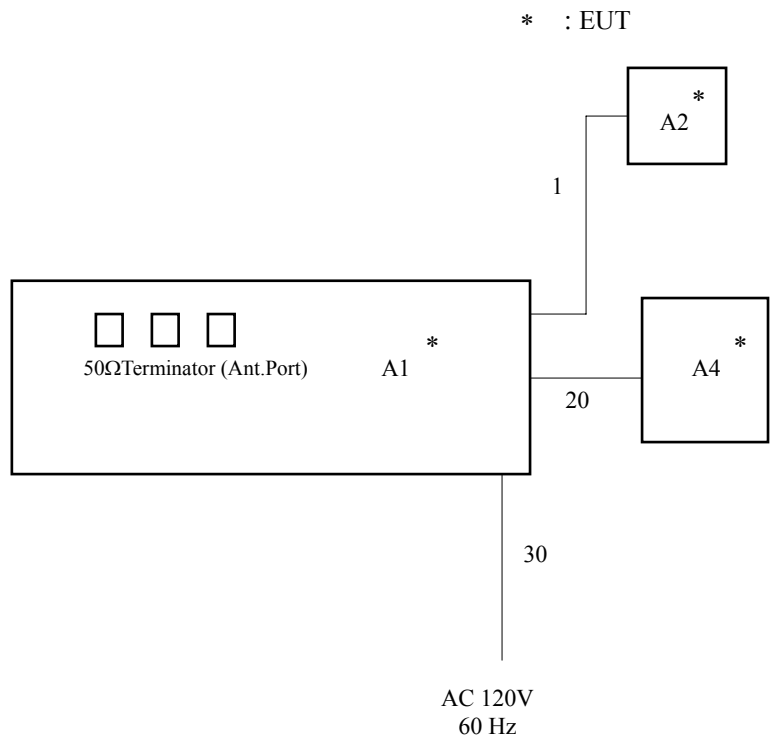 * : EUT
*
A2
1
50ΩTerminator (Ant.Port)
A1
*
20
*
A4
30
AC 120V
60 Hz